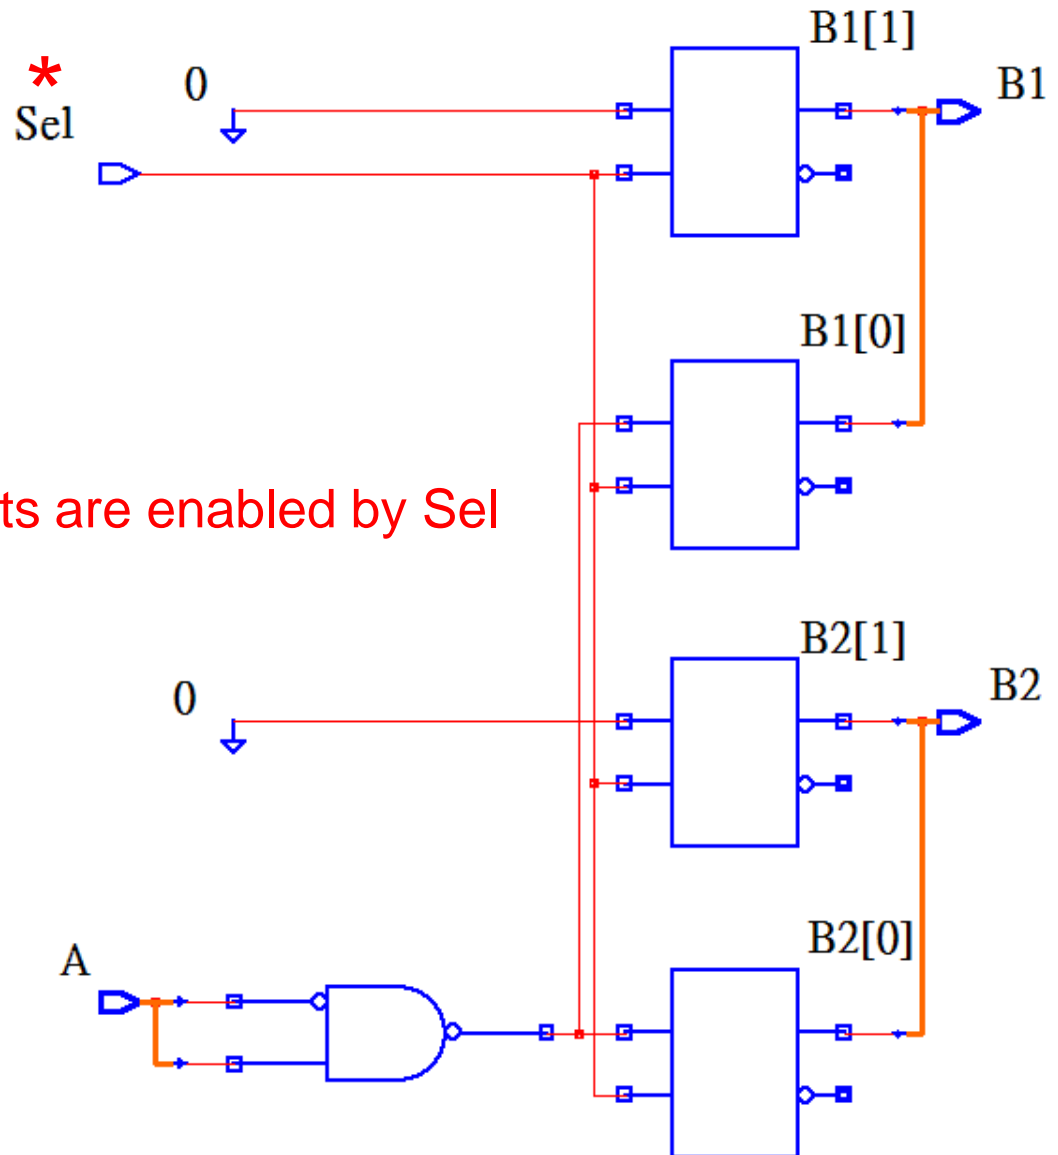 B1[1]
*
0
B1
Sel
B1[0]
ts are enabled by Sel
B2[1]
0
B2
B2[0]
A